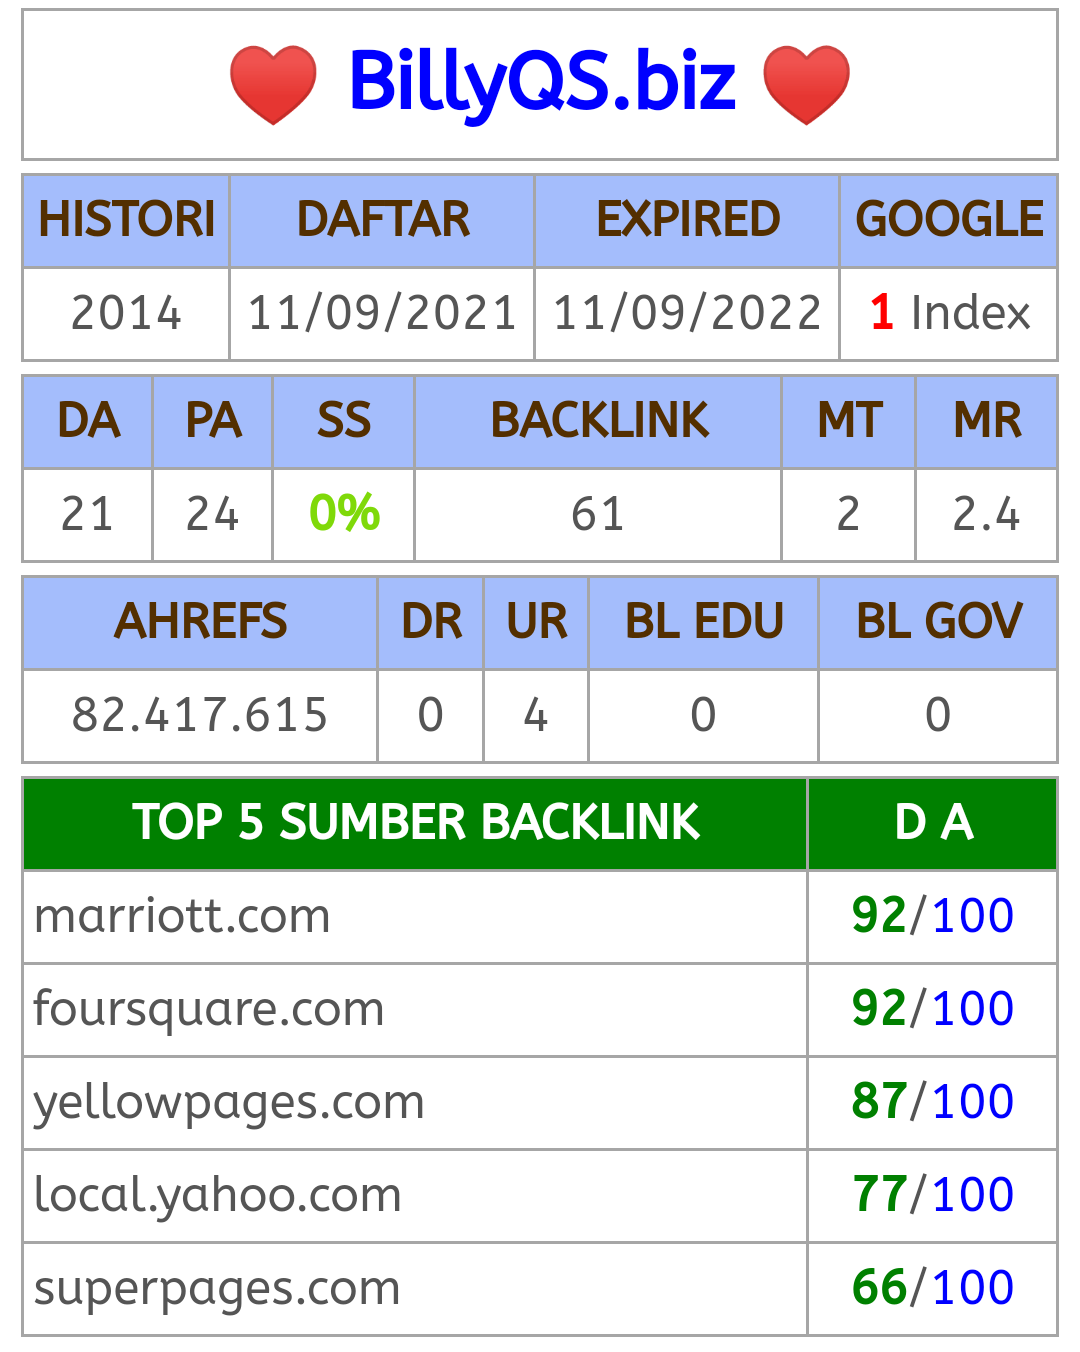 ❤️ BillyQS.biz ❤️
HISTORI DAFTAR EXPIRED GOOGLE
2014 11/09/2021 11/09/2022 1 Index
DA PA SS BACKLINK MT MR
21 24 0% 61 2 2.4
AHREFS DR UR BL EDU BL GOV
82.417.615 0 4 0 0
TOP 5 SUMBER BACKLINK D A
marriott.com 92/100
foursquare.com 92/100
yellowpages.com 87/100
local.yahoo.com 77/100
superpages.com 66/100